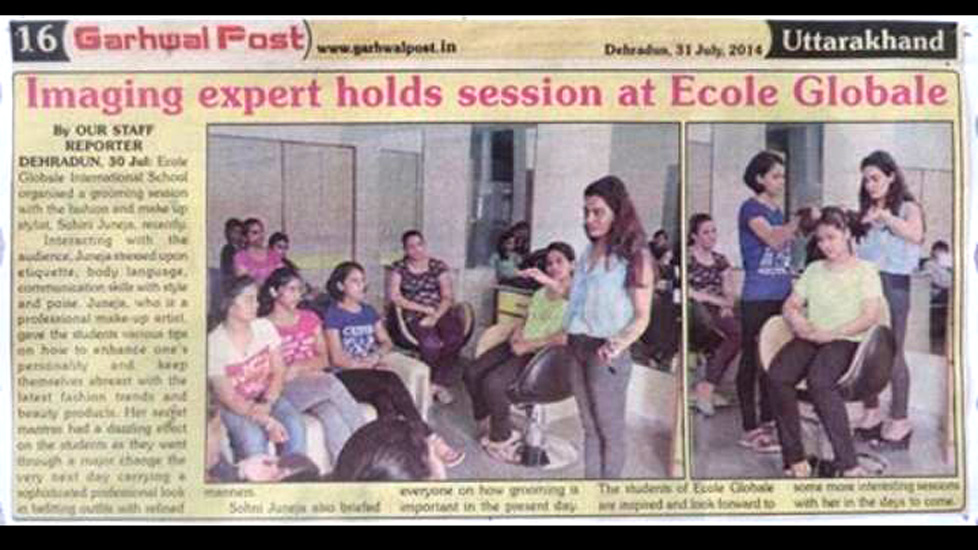 16
Garhwal Post
www.garhwalpost.in
Dehradun, 31 July, 2014
Uttarakhand
Imaging expert holds session at Ecole Globale
By OUR STAFF
REPORTER
DEHRADUN, 30 Jul: Ecole
Globale International School
organised a grooming session
with the fashion and make up
stylist, Sohini Juneja, recently.
Interacting with the
audience, Juneja stressed upon
etiquette, body language,
communication skills with style
and poise. Juneja, who is a
professional make-up artist,
gave the students various tips
on how to enhance one's
personality and keep
themselves abreast with the
latest fashion trends and
beauty products. Her secret
mantras had a dazzling effect
on the students as they went
through a major change the
very next day carrying a
sophisticated professional look
in befitting outfits with refined
manners.
Sohni Juneja also briefed
everyone on how grooming is
important in the present day.
The students of Ecole Globale
are inspired and look forward to
some more interesting sessions
with her in the days to come.